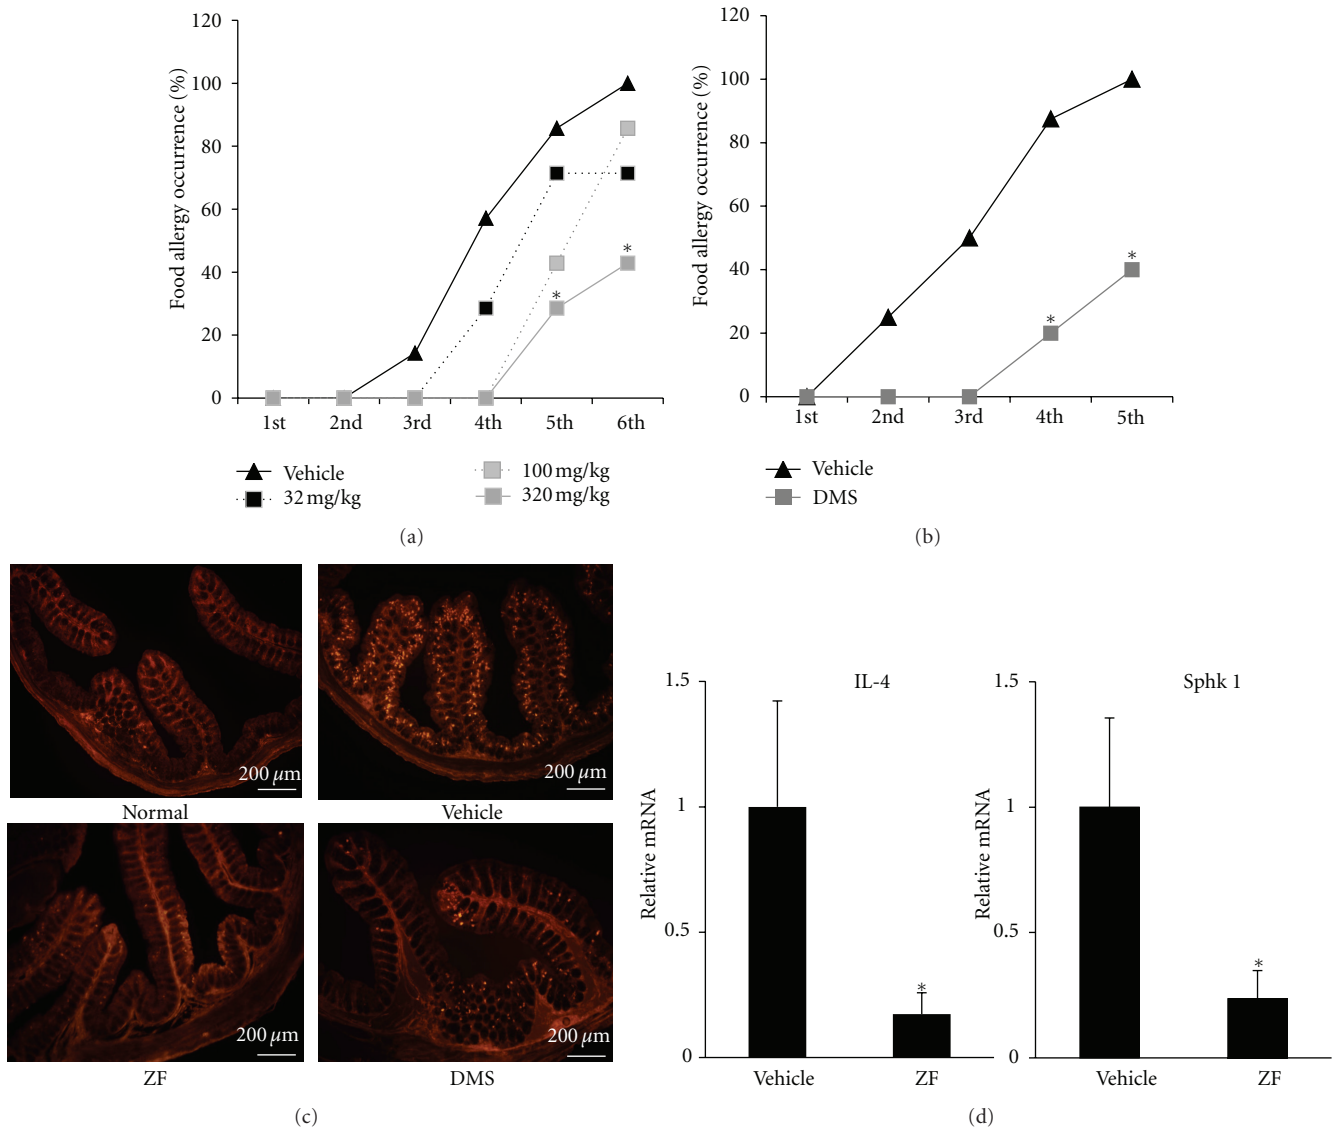 120
100
80
60
40
20
0
Food allergy occurrence (%)
*
*
1st 2nd 3rd 4th 5th 6th
Vehicle
32 mg/kg
100 mg/kg
320 mg/kg
(a)
120
100
80
60
40
20
0
Food allergy occurrence (%)
*
*
1st 2nd 3rd 4th 5th
Vehicle
DMS
(b)
200 µm
Normal
200 µm
Vehicle
200 µm
ZF
200 µm
DMS
(c)
IL-4
1.5
1
0.5
0
Relative mRNA
*
Vehicle ZF
Sphk 1
1.5
1
0.5
0
Relative mRNA
*
Vehicle ZF
(d)